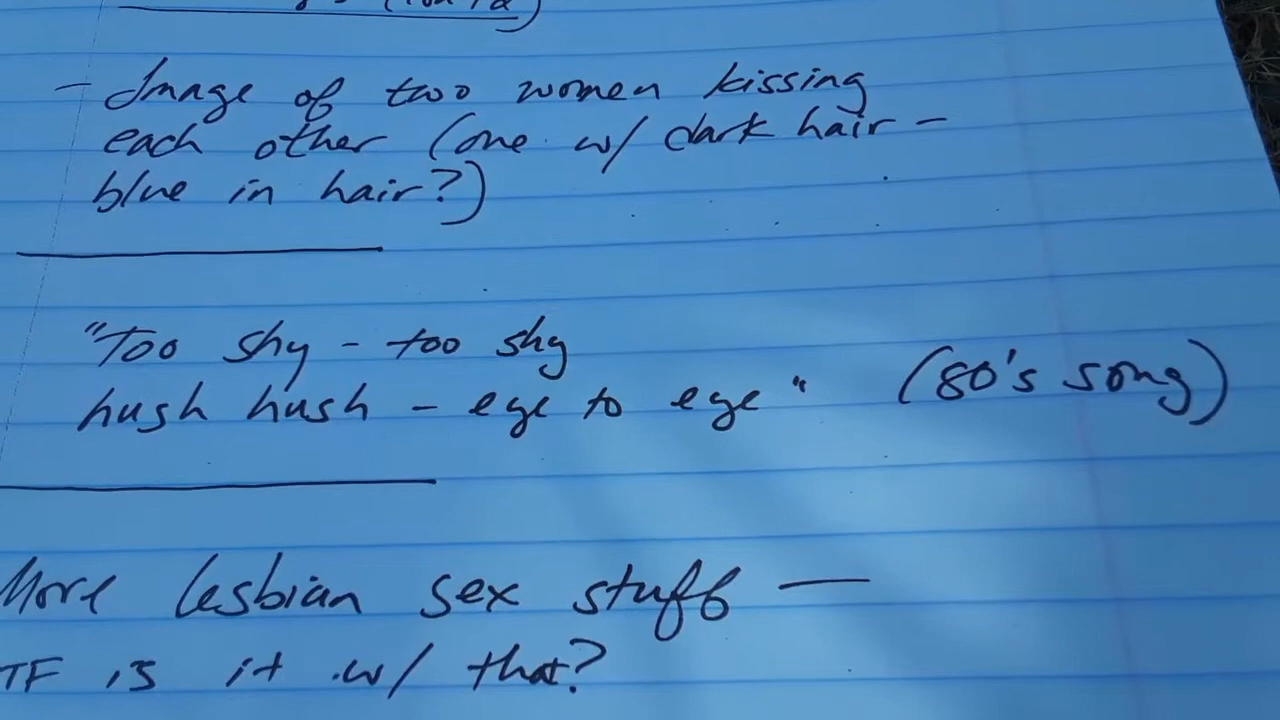 - Image of two women kissing
each other (one w/ dark hair -
blue in hair?)
"Too shy - too shy
hush hush - eye to eye" (80's song)
More lesbian sex stuff —
TF is it w/ that?